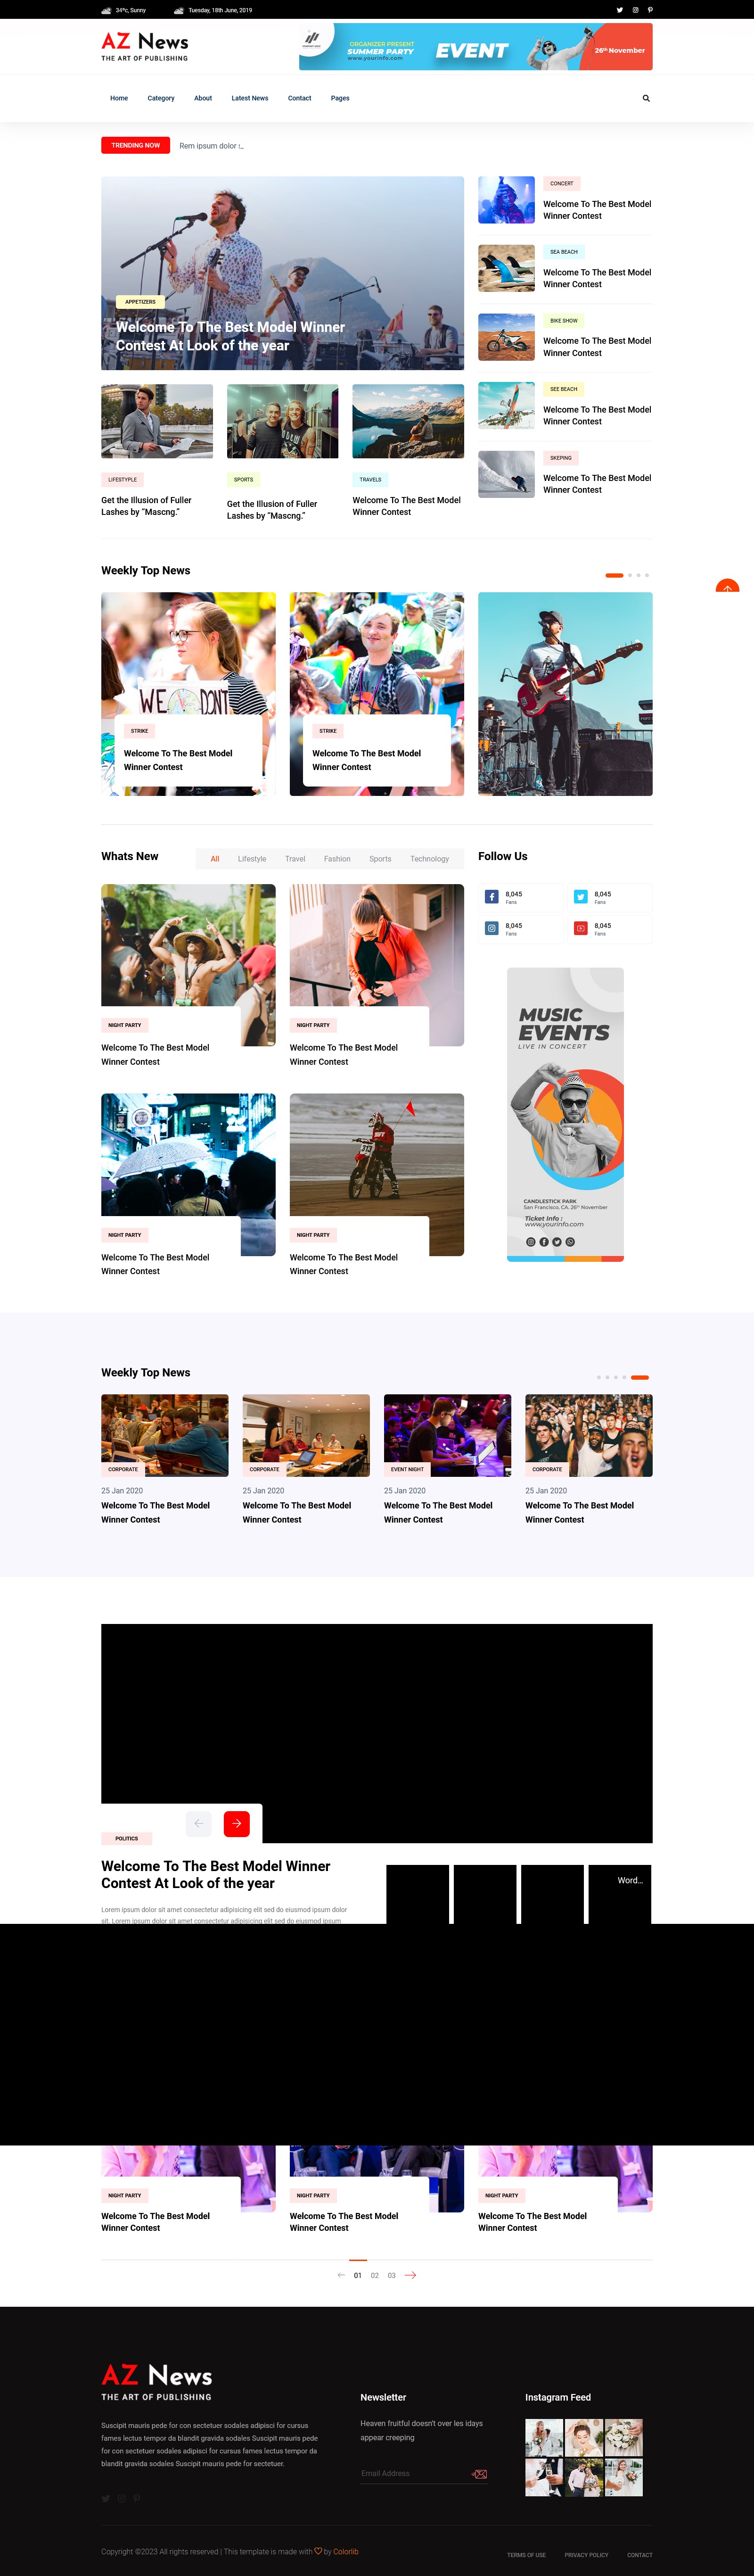 34ºc, Sunny
Tuesday, 18th June, 2019
AZ News
THE ART OF PUBLISHING
ORGANIZER PRESENT
SUMMER PARTY
www.yourinfo.com
EVENT
26th November
Home
Category
About
Latest News
Contact
Pages
TRENDING NOW
Rem ipsum dolor
APPETIZERS
Welcome To The Best Model Winner
Contest At Look of the year
LIFESTYPLE
Get the Illusion of Fuller
Lashes by “Mascng.”
SPORTS
Get the Illusion of Fuller
Lashes by “Mascng.”
TRAVELS
Welcome To The Best Model
Winner Contest
CONCERT
Welcome To The Best Model
Winner Contest
SEA BEACH
Welcome To The Best Model
Winner Contest
BIKE SHOW
Welcome To The Best Model
Winner Contest
SEE BEACH
Welcome To The Best Model
Winner Contest
SKEPING
Welcome To The Best Model
Winner Contest
Weekly Top News
WE DONT
STRIKE
Welcome To The Best Model
Winner Contest
STRIKE
Welcome To The Best Model
Winner Contest
Whats New
All
Lifestyle
Travel
Fashion
Sports
Technology
NIGHT PARTY
Welcome To The Best Model
Winner Contest
NIGHT PARTY
Welcome To The Best Model
Winner Contest
NIGHT PARTY
Welcome To The Best Model
Winner Contest
NIGHT PARTY
Welcome To The Best Model
Winner Contest
Follow Us
8,045
Fans
8,045
Fans
8,045
Fans
8,045
Fans
MUSIC
EVENTS
LIVE IN CONCERT
CANDLESTICK PARK
San Francisco, CA. 26th November
Ticket Info :
www.yourinfo.com
Weekly Top News
CORPORATE
25 Jan 2020
Welcome To The Best Model
Winner Contest
CORPORATE
25 Jan 2020
Welcome To The Best Model
Winner Contest
EVENT NIGHT
25 Jan 2020
Welcome To The Best Model
Winner Contest
CORPORATE
25 Jan 2020
Welcome To The Best Model
Winner Contest
POLITICS
Welcome To The Best Model Winner
Contest At Look of the year
Lorem ipsum dolor sit amet consectetur adipisicing elit sed do eiusmod ipsum dolor
sit. Lorem ipsum dolor sit amet consectetur adipisicing elit sed do eiusmod ipsum
Word...
NIGHT PARTY
Welcome To The Best Model
Winner Contest
NIGHT PARTY
Welcome To The Best Model
Winner Contest
NIGHT PARTY
Welcome To The Best Model
Winner Contest
01
02
03
AZ News
THE ART OF PUBLISHING
Suscipit mauris pede for con sectetuer sodales adipisci for cursus
fames lectus tempor da blandit gravida sodales Suscipit mauris pede
for con sectetuer sodales adipisci for cursus fames lectus tempor da
blandit gravida sodales Suscipit mauris pede for sectetuer.
Newsletter
Heaven fruitful doesn't over les idays
appear creeping
Email Address
Instagram Feed
Copyright ©2023 All rights reserved | This template is made with by Colorlib
TERMS OF USE
PRIVACY POLICY
CONTACT